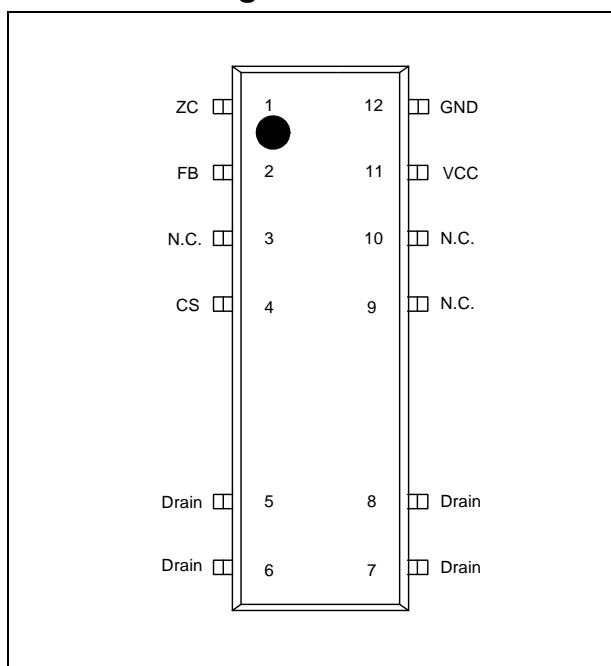 ZC 1 12 GND
FB 2 11 VCC
N.C. 3 10 N.C.
CS 4 9 N.C.
Drain 5 8 Drain
Drain 6 7 Drain